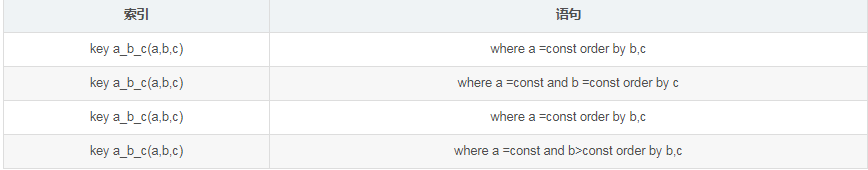 索引 语句
key a_b_c(a,b,c) where a =const order by b,c
key a_b_c(a,b,c) where a =const and b =const order by c
key a_b_c(a,b,c) where a =const order by b,c
key a_b_c(a,b,c) where a =const and b>const order by b,c